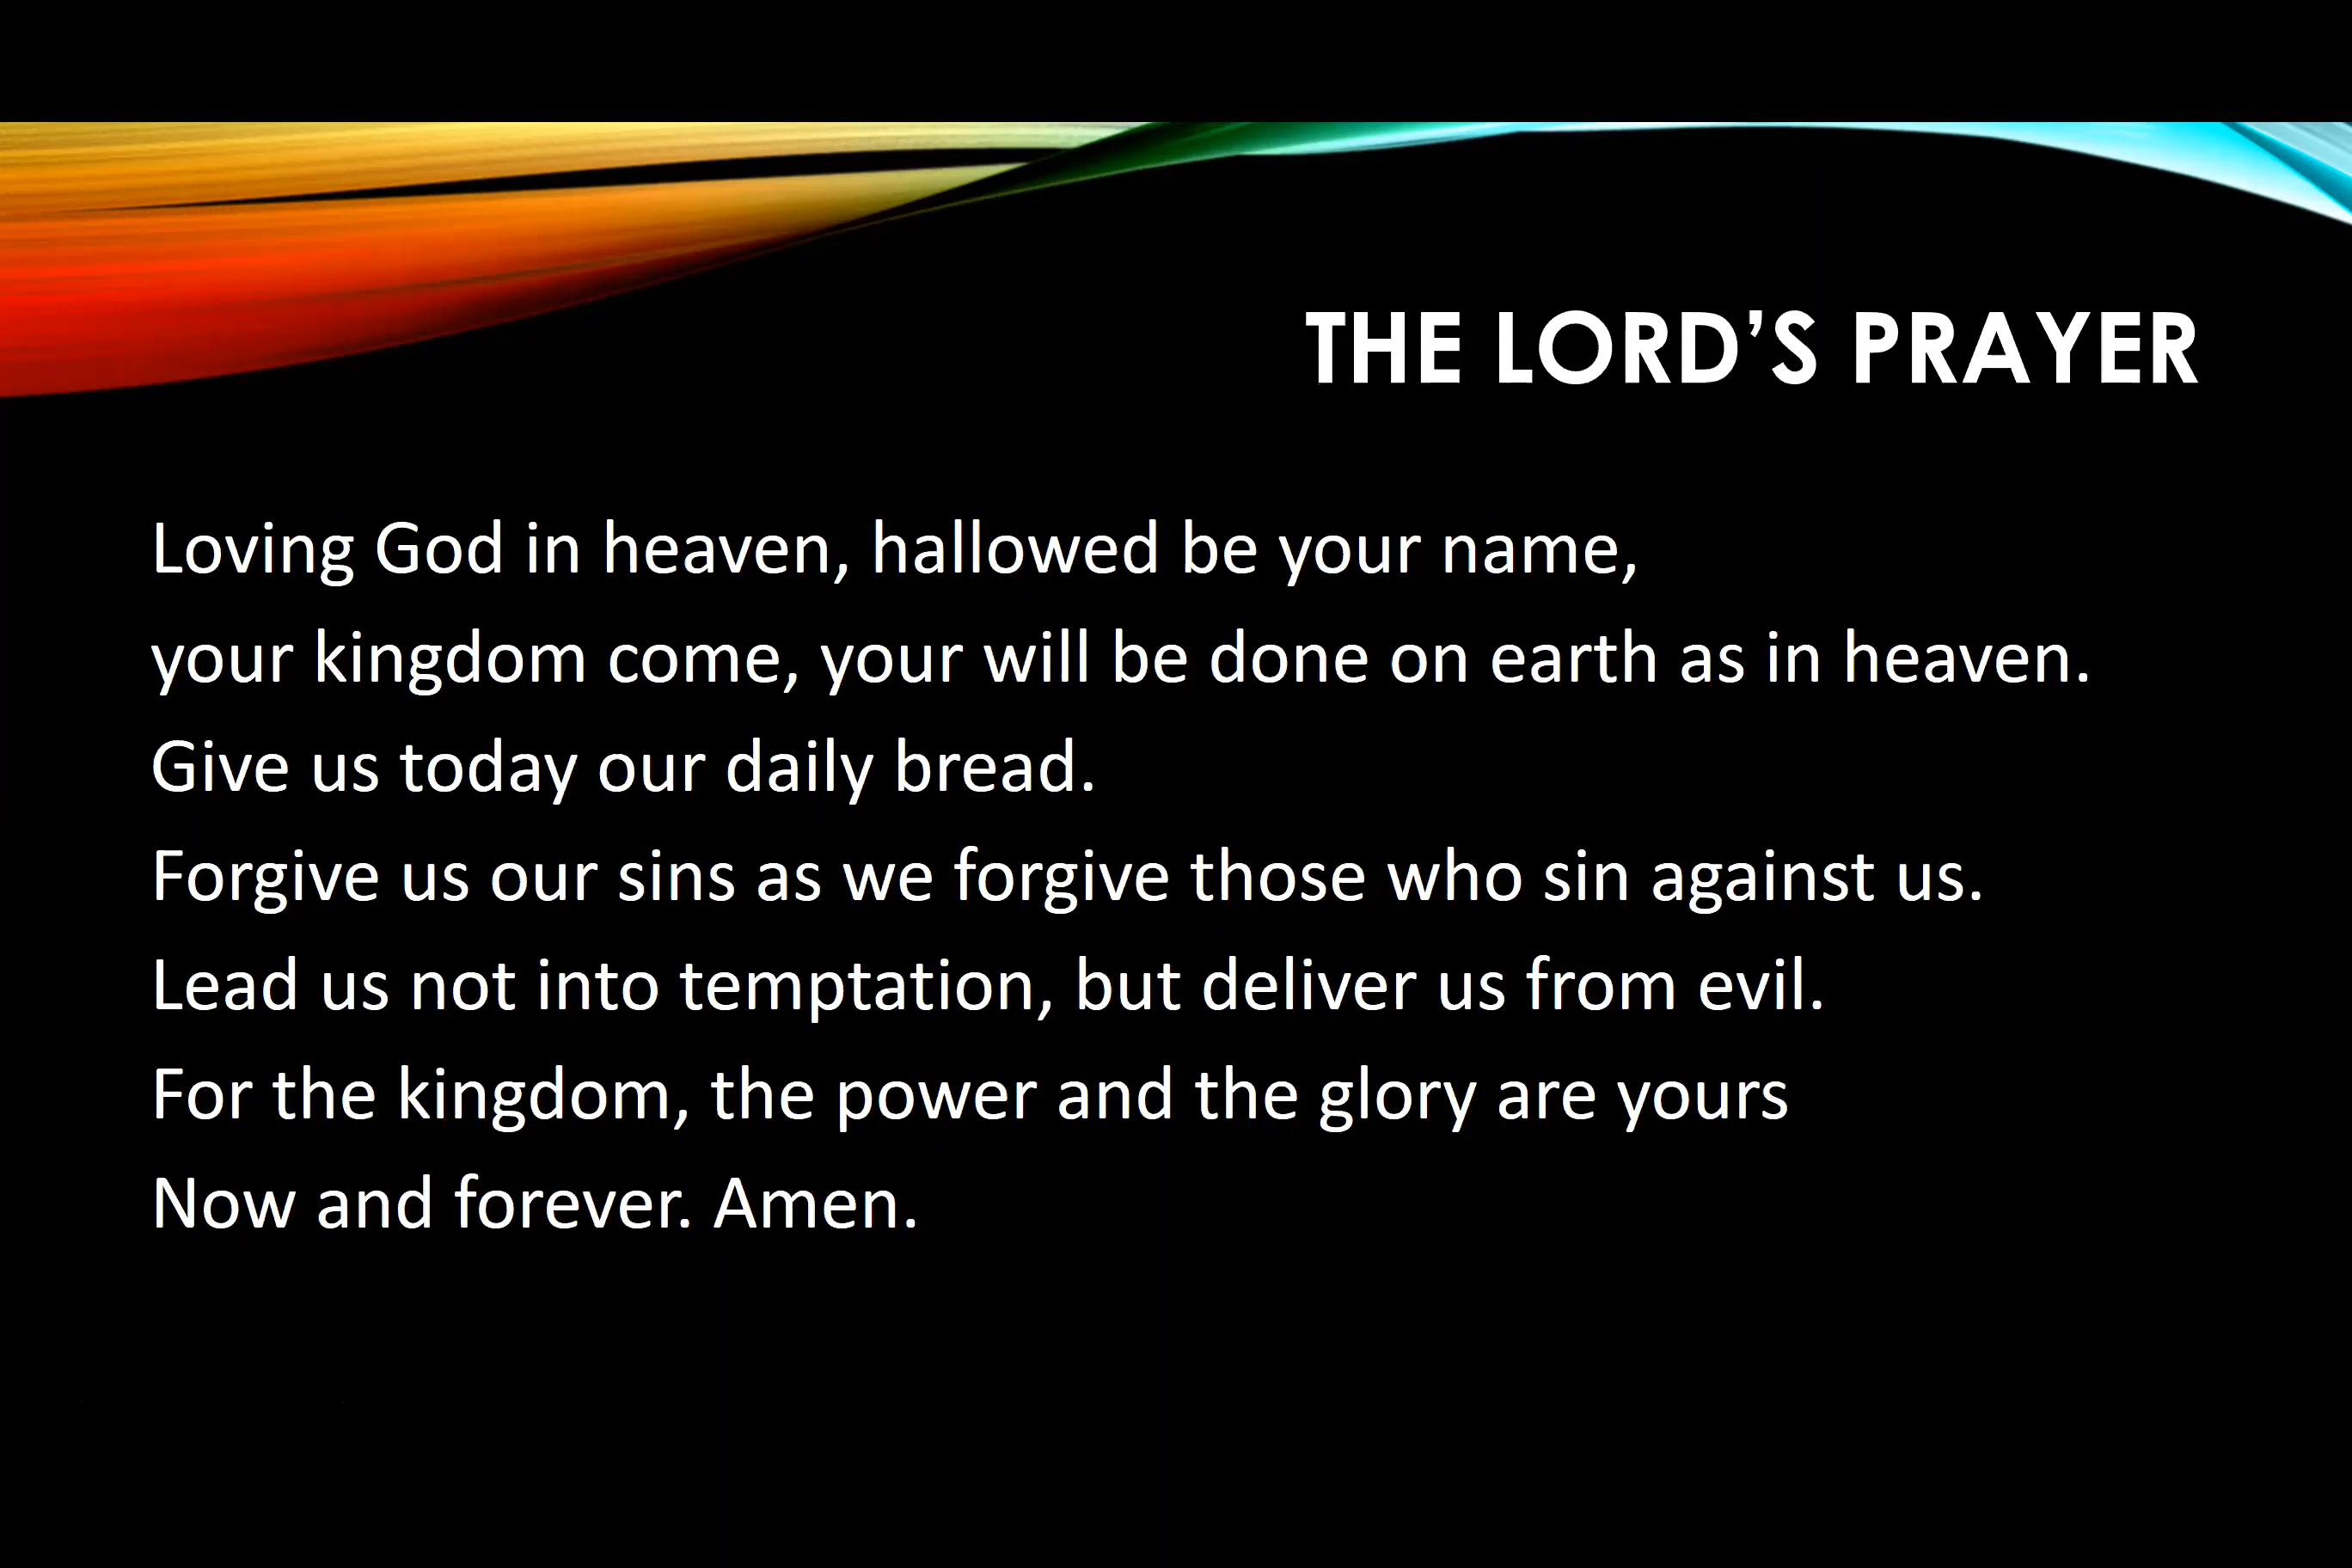 THE LORD’S PRAYER
Loving God in heaven, hallowed be your name,
your kingdom come, your will be done on earth as in heaven.
Give us today our daily bread.
Forgive us our sins as we forgive those who sin against us.
Lead us not into temptation, but deliver us from evil.
For the kingdom, the power and the glory are yours
Now and forever. Amen.